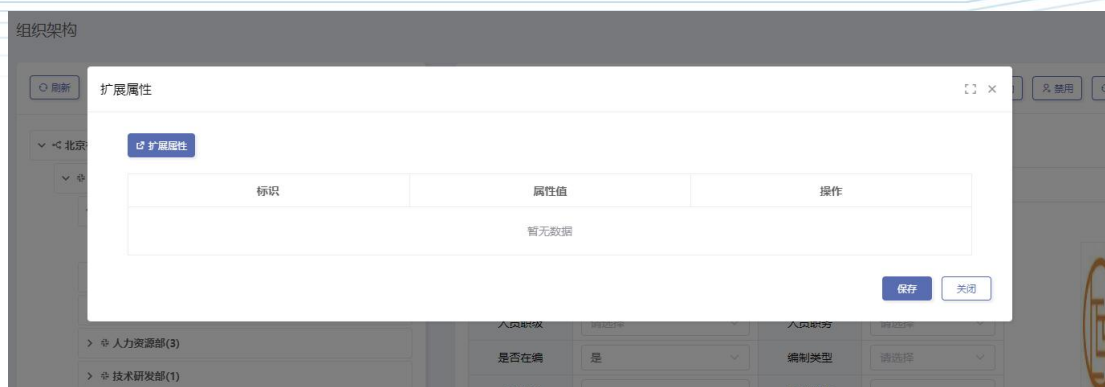 组织架构
刷新
扩展属性
禁用
北京
扩展属性
标识 属性值 操作
暂无数据
保存 关闭
人员职级 请选择 人员职务 请选择
人力资源部(3)
是否在编 是 编制类型 请选择
技术研发部(1)